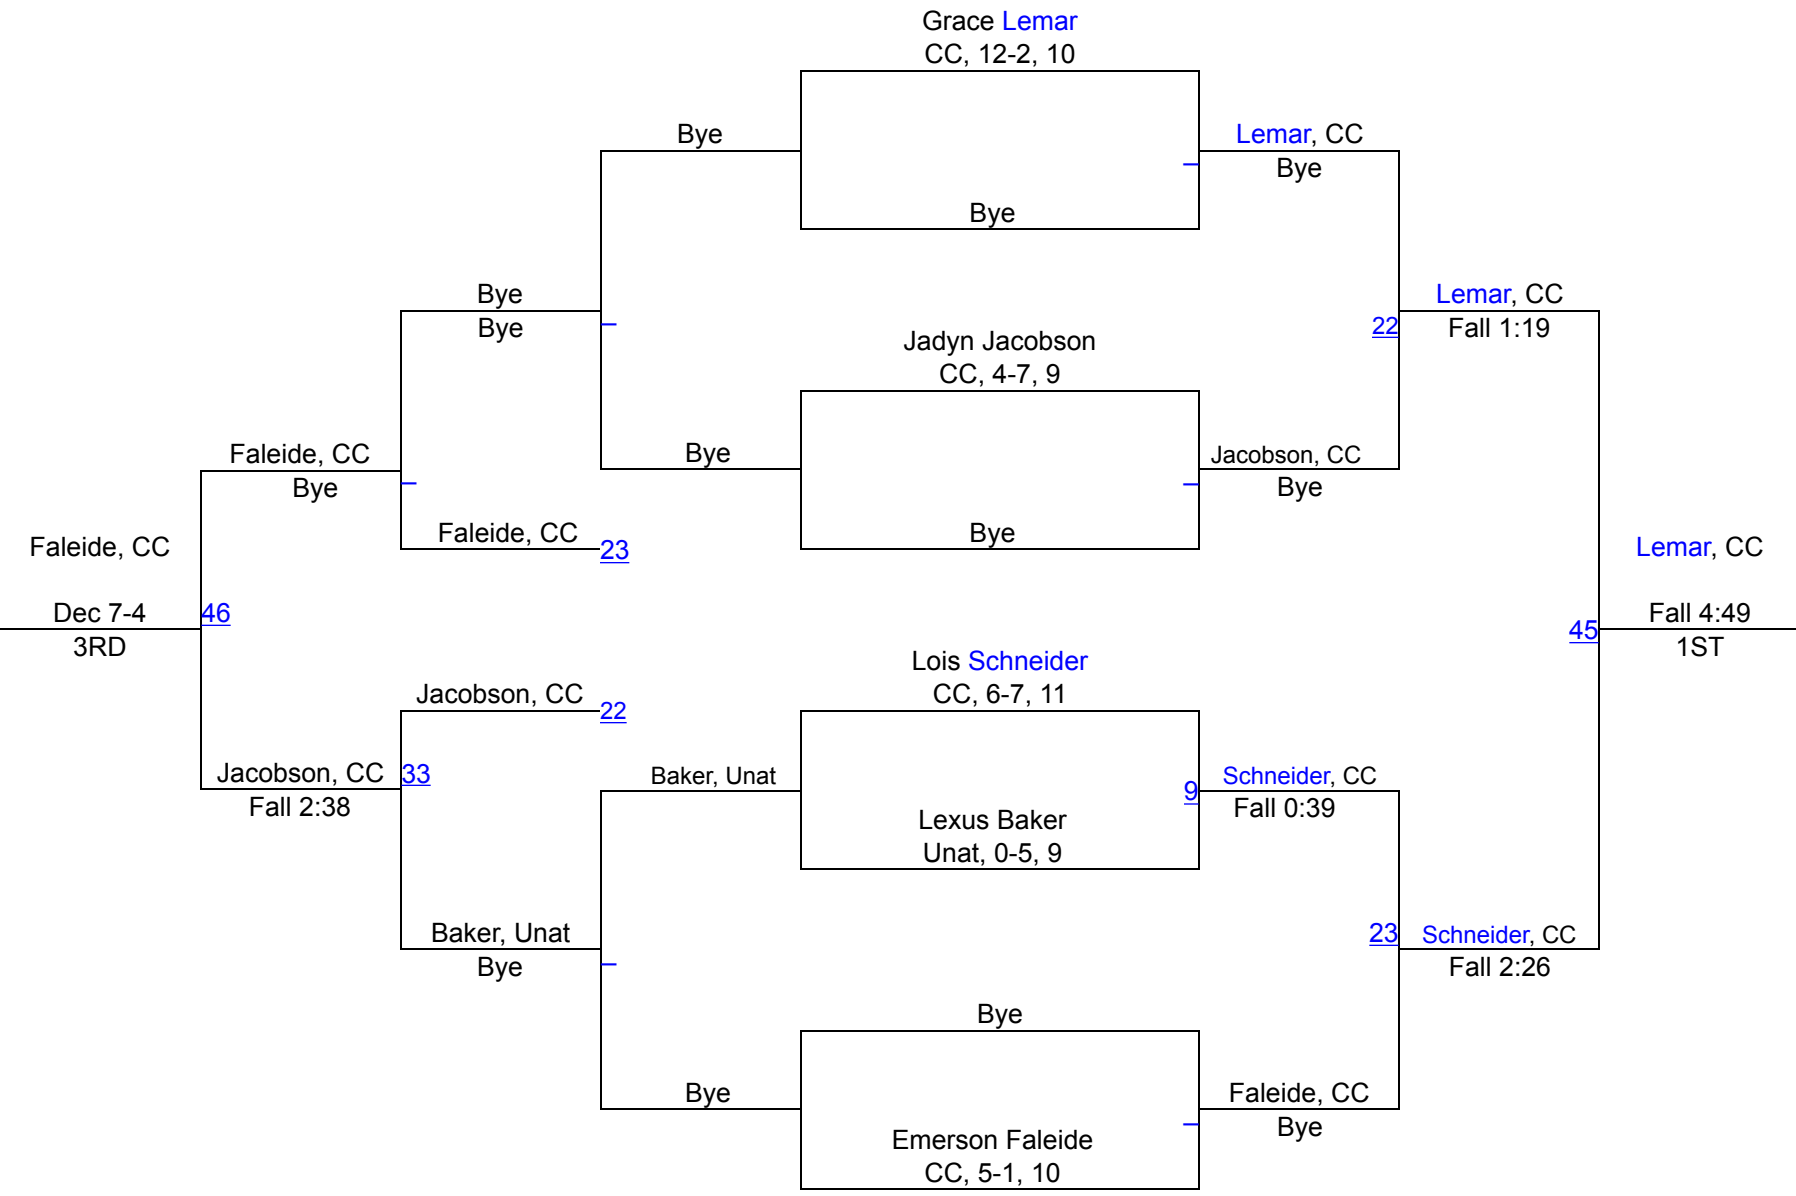 Grace Lemar
CC, 12-2, 10
Bye
Lemar, CC
Bye
Bye
Bye
Bye
Lemar, CC
22
Fall 1:19
Jadyn Jacobson
CC, 4-7, 9
Faleide, CC
Bye
Bye
Jacobson, CC
Bye
Faleide, CC
23
Bye
Faleide, CC
Lemar, CC
Dec 7-4
46
3RD
45
Fall 4:49
1ST
Lois Schneider
CC, 6-7, 11
Jacobson, CC
22
Jacobson, CC
33
Fall 2:38
Baker, Unat
9
Schneider, CC
Fall 0:39
Lexus Baker
Unat, 0-5, 9
Baker, Unat
Bye
23
Schneider, CC
Fall 2:26
Bye
Bye
Faleide, CC
Bye
Emerson Faleide
CC, 5-1, 10